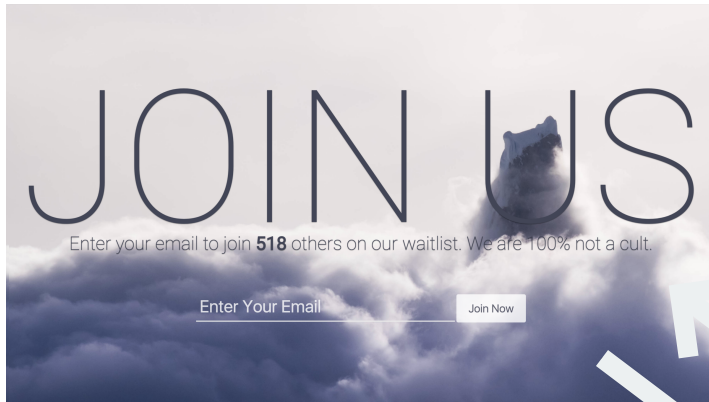 JOIN US
Enter your email to join 518 others on our waitlist. We are 100% not a cult.
Enter Your Email
Join Now